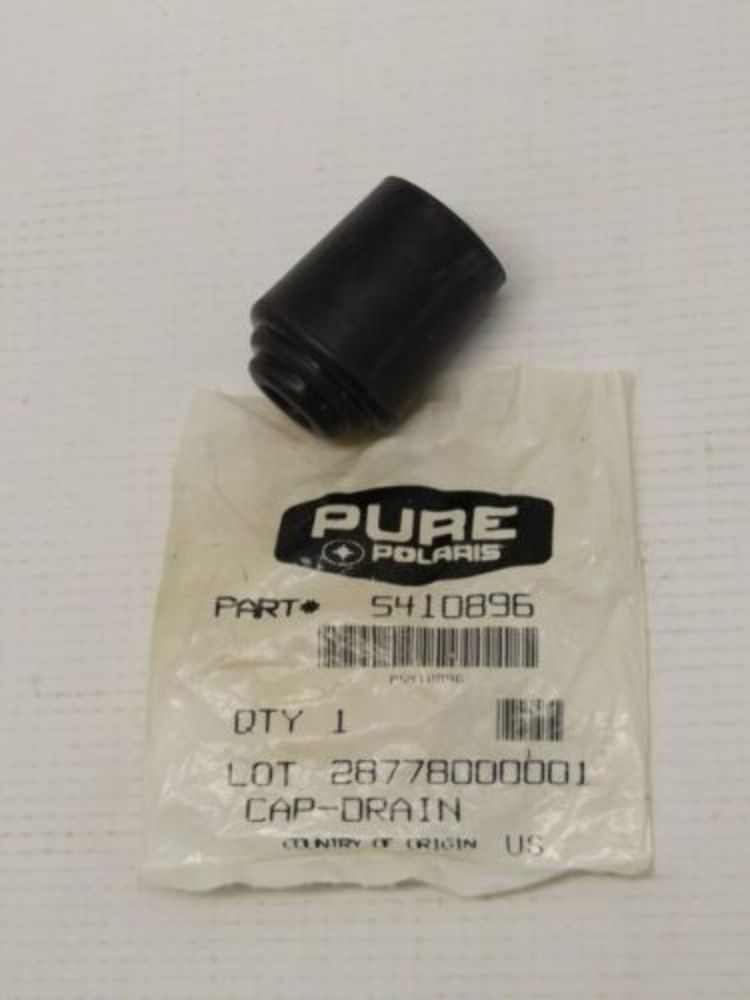 PURE
POLARIS
PART# 5410896
QTY 1
LOT 28778000001
CAP-DRAIN
COUNTRY OF ORIGIN US